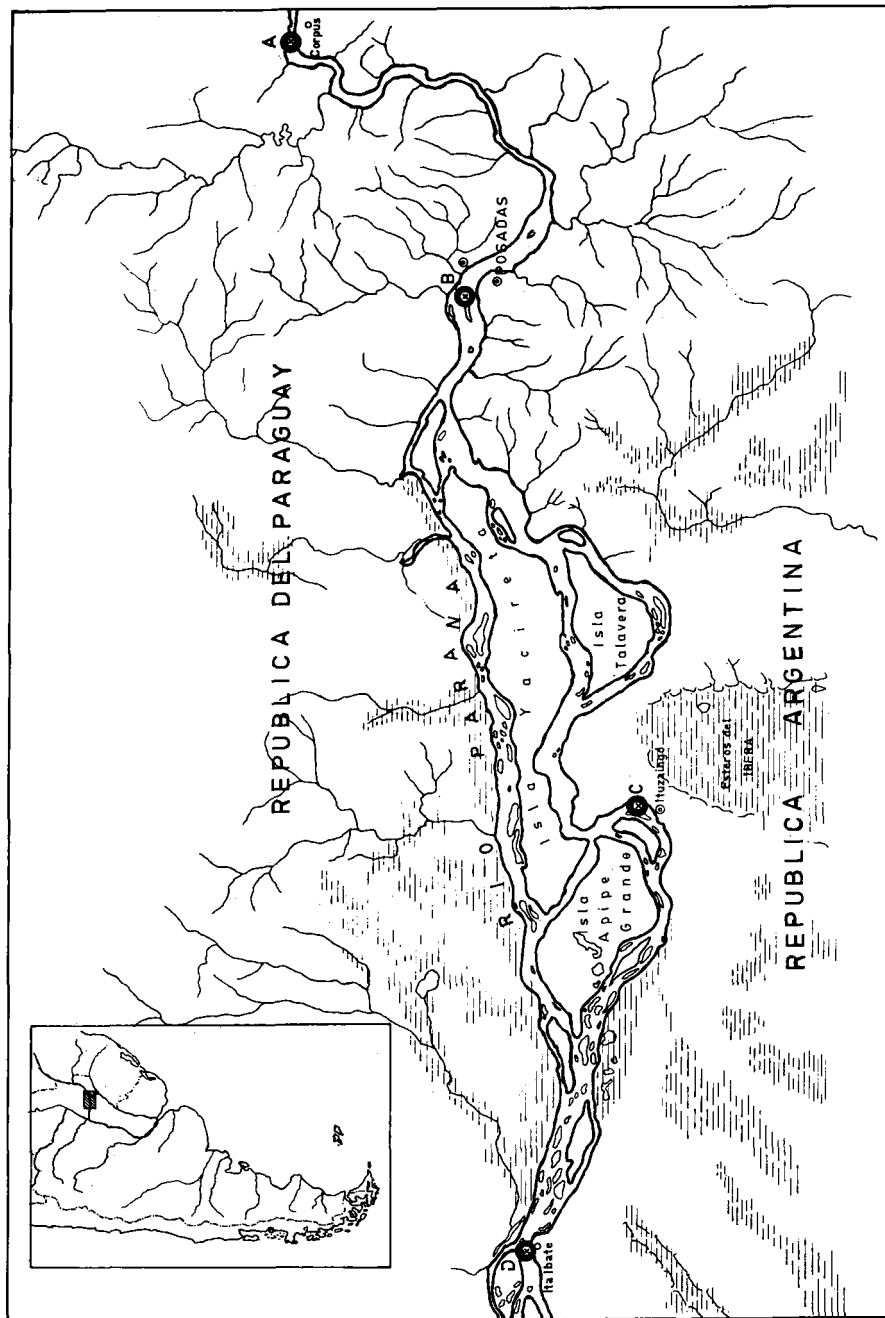 A
Corpus
B
POSADAS
REPUBLICA DEL PARAGUAY
RIO PARANA
Isla Yacireta
Isla
Talavera
Isla
Apipe
Grande
C
Ituzaingó
Esteros del
IBERA
REPUBLICA ARGENTINA
D
Itaibate